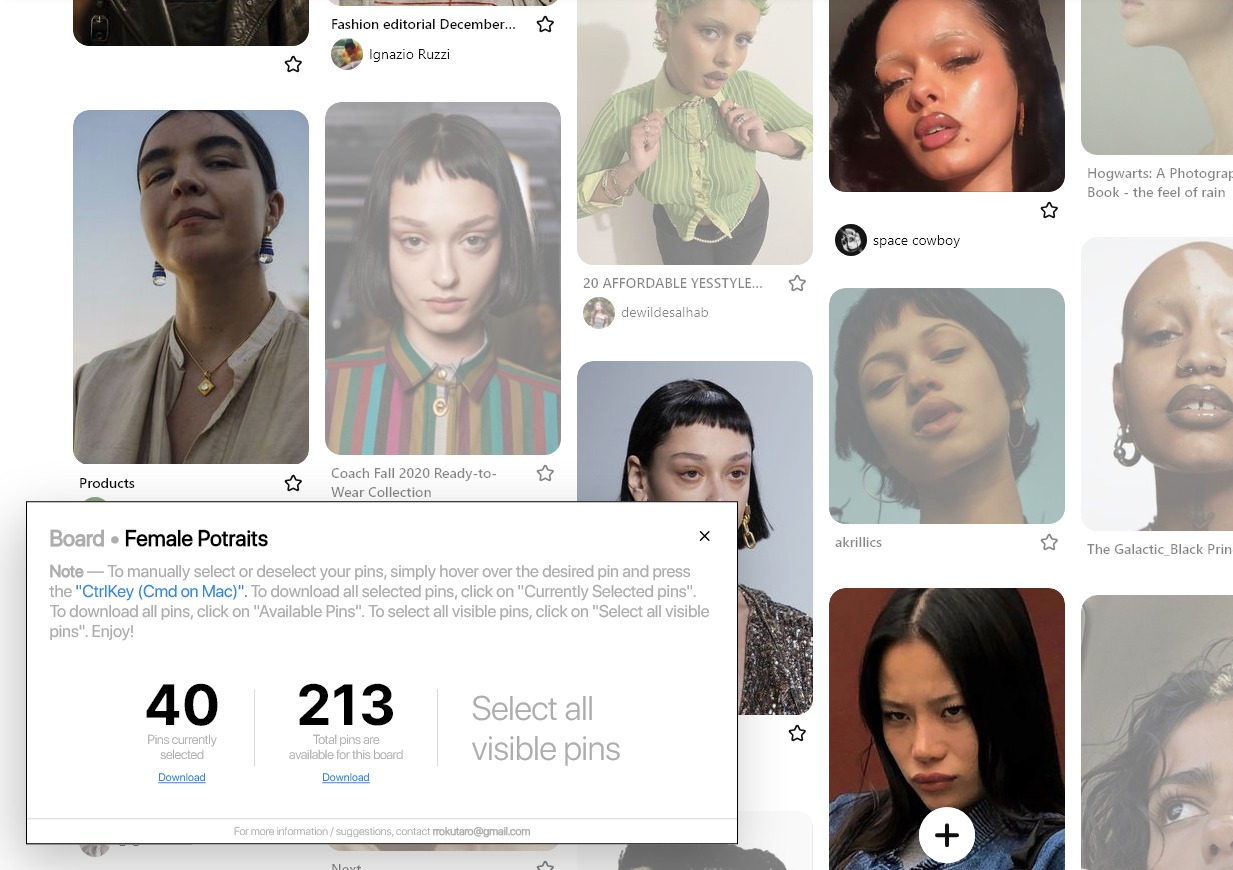 Fashion editorial December...
Ignazio Ruzzi
space cowboy
Hogwarts: A Photograp
Book - the feel of rain
20 AFFORDABLE YESSTYLE...
dewildesalhab
Products
Coach Fall 2020 Ready-to-
Wear Collection
akrillics
The Galactic_Black Prin
Board • Female Potraits
Note — To manually select or deselect your pins, simply hover over the desired pin and press
the "CtrlKey (Cmd on Mac)". To download all selected pins, click on "Currently Selected pins".
To download all pins, click on "Available Pins". To select all visible pins, click on "Select all visible
pins". Enjoy!
40
Pins currently
selected
Download
213
Total pins are
available for this board
Download
Select all
visible pins
For more information / suggestions, contact rrokutaro@gmail.com
Next